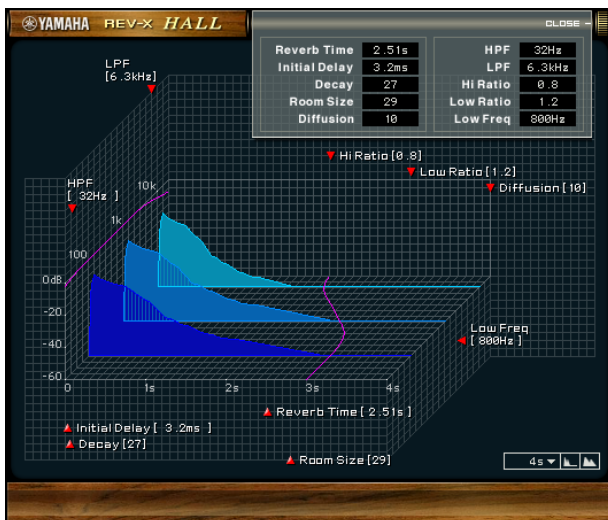 YAMAHA REV-X HALL
CLOSE -
Reverb Time 2.51s HPF 32Hz
Initial Delay 3.2ms LPF 6.3kHz
Decay 27 Hi Ratio 0.8
Room Size 29 Low Ratio 1.2
Diffusion 10 Low Freq 800Hz
LPF
[6.3kHz]
Hi Ratio [0.8]
Low Ratio [1.2]
Diffusion [10]
HPF
[ 32Hz ]
10k
1k
100
0dB
-20
-40
-60
0 1s 2s 3s 4s
Low Freq
[ 800Hz]
Reverb Time [ 2.51s ]
Initial Delay [ 3.2ms ]
Decay [27]
Room Size [29]
4s